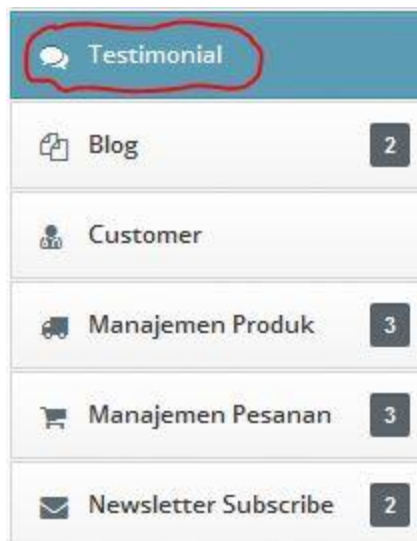 Testimonial
Blog 2
Customer
Manajemen Produk 3
Manajemen Pesanan 3
Newsletter Subscribe 2